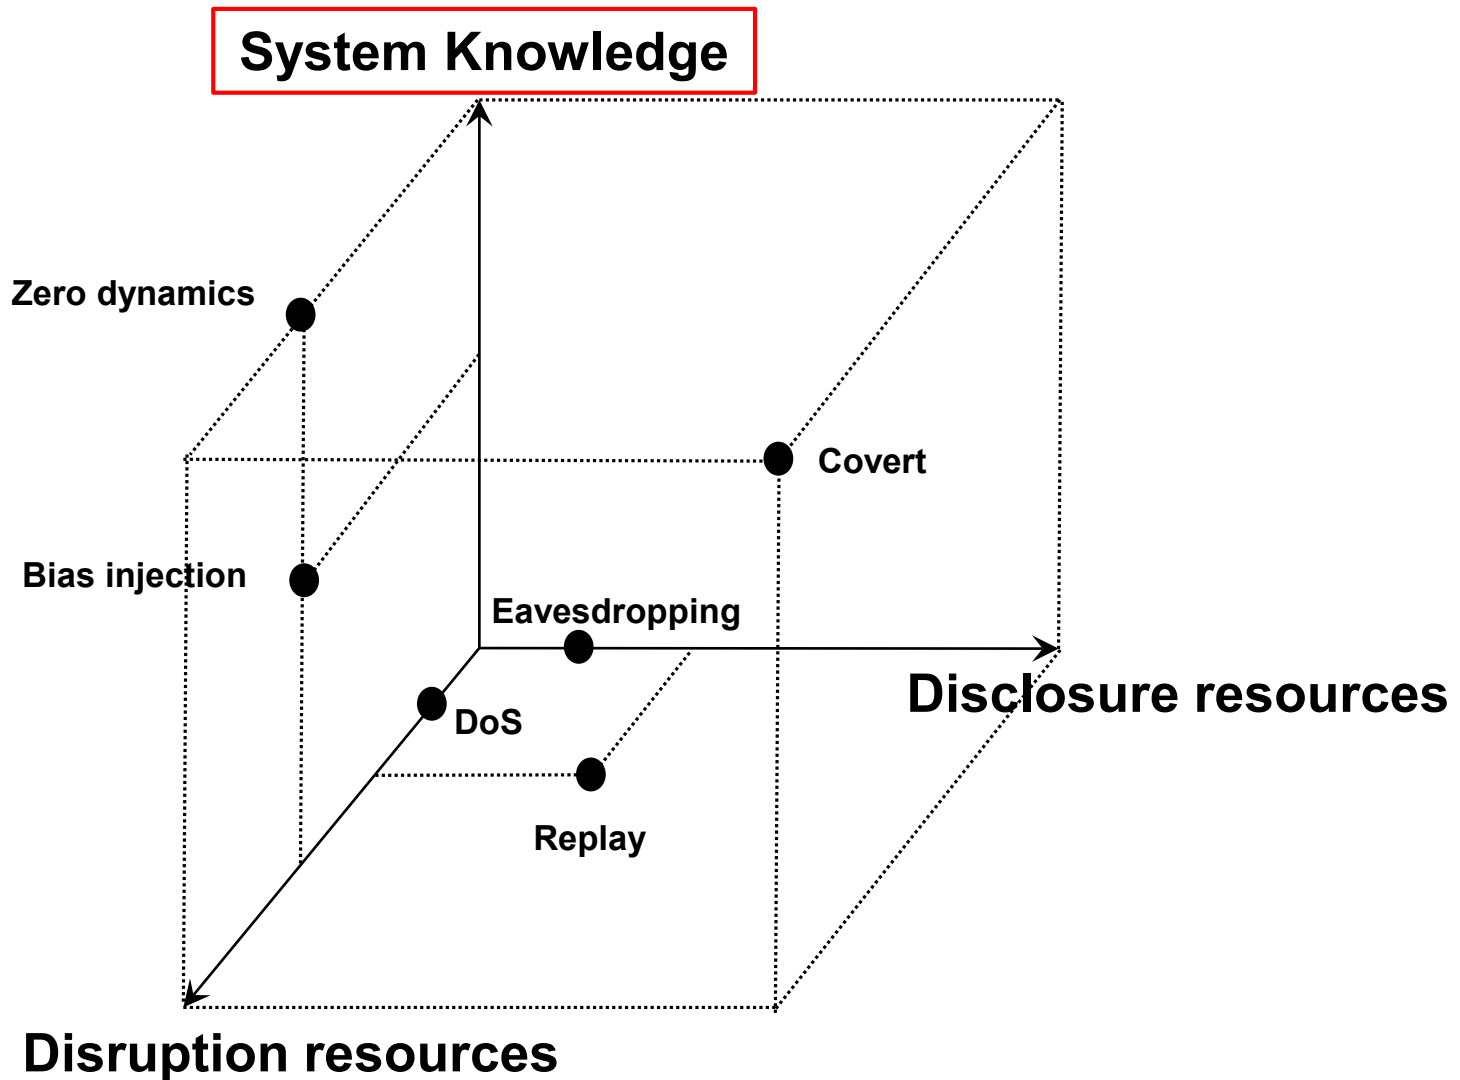 System Knowledge
Zero dynamics
Covert
Bias injection
Eavesdropping
Disclosure resources
DoS
Replay
Disruption resources